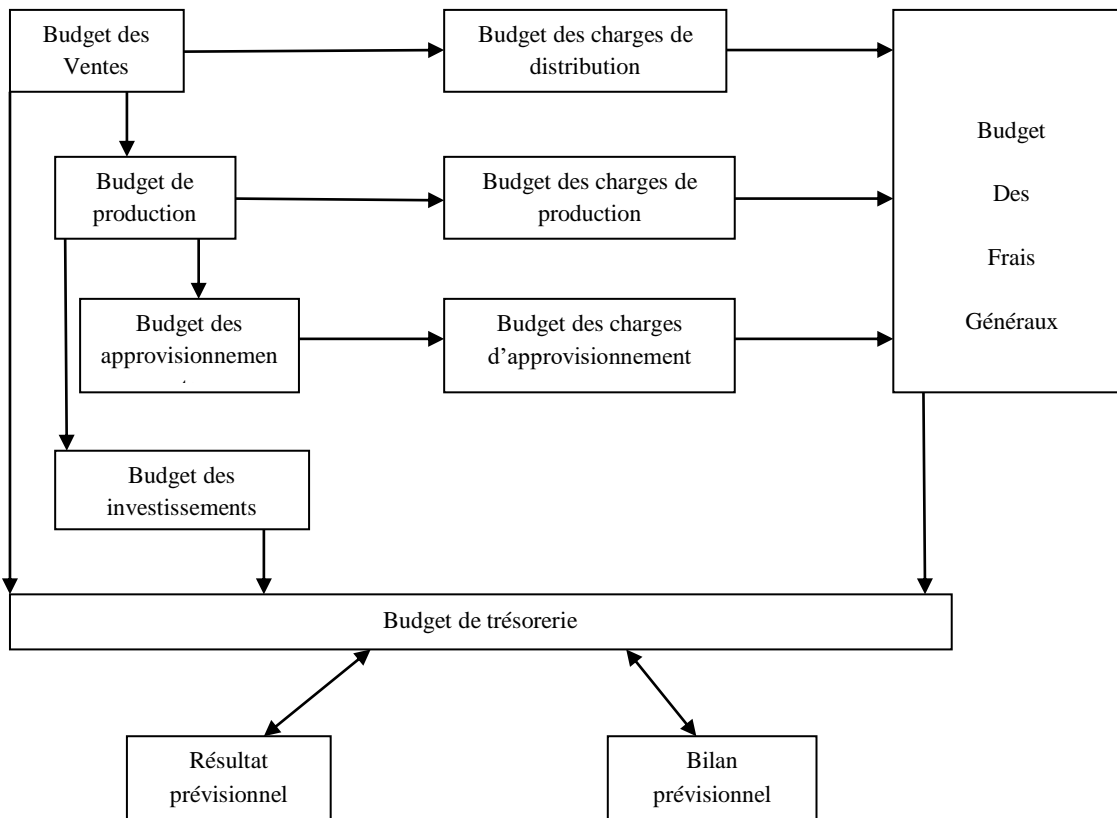 Budget des
Ventes
Budget des charges de
distribution
Budget
Des
Frais
Généraux
Budget de
production
Budget des charges de
production
Budget des
approvisionnemen
Budget des charges
d’approvisionnement
Budget des
investissements
Budget de trésorerie
Résultat
prévisionnel
Bilan
prévisionnel